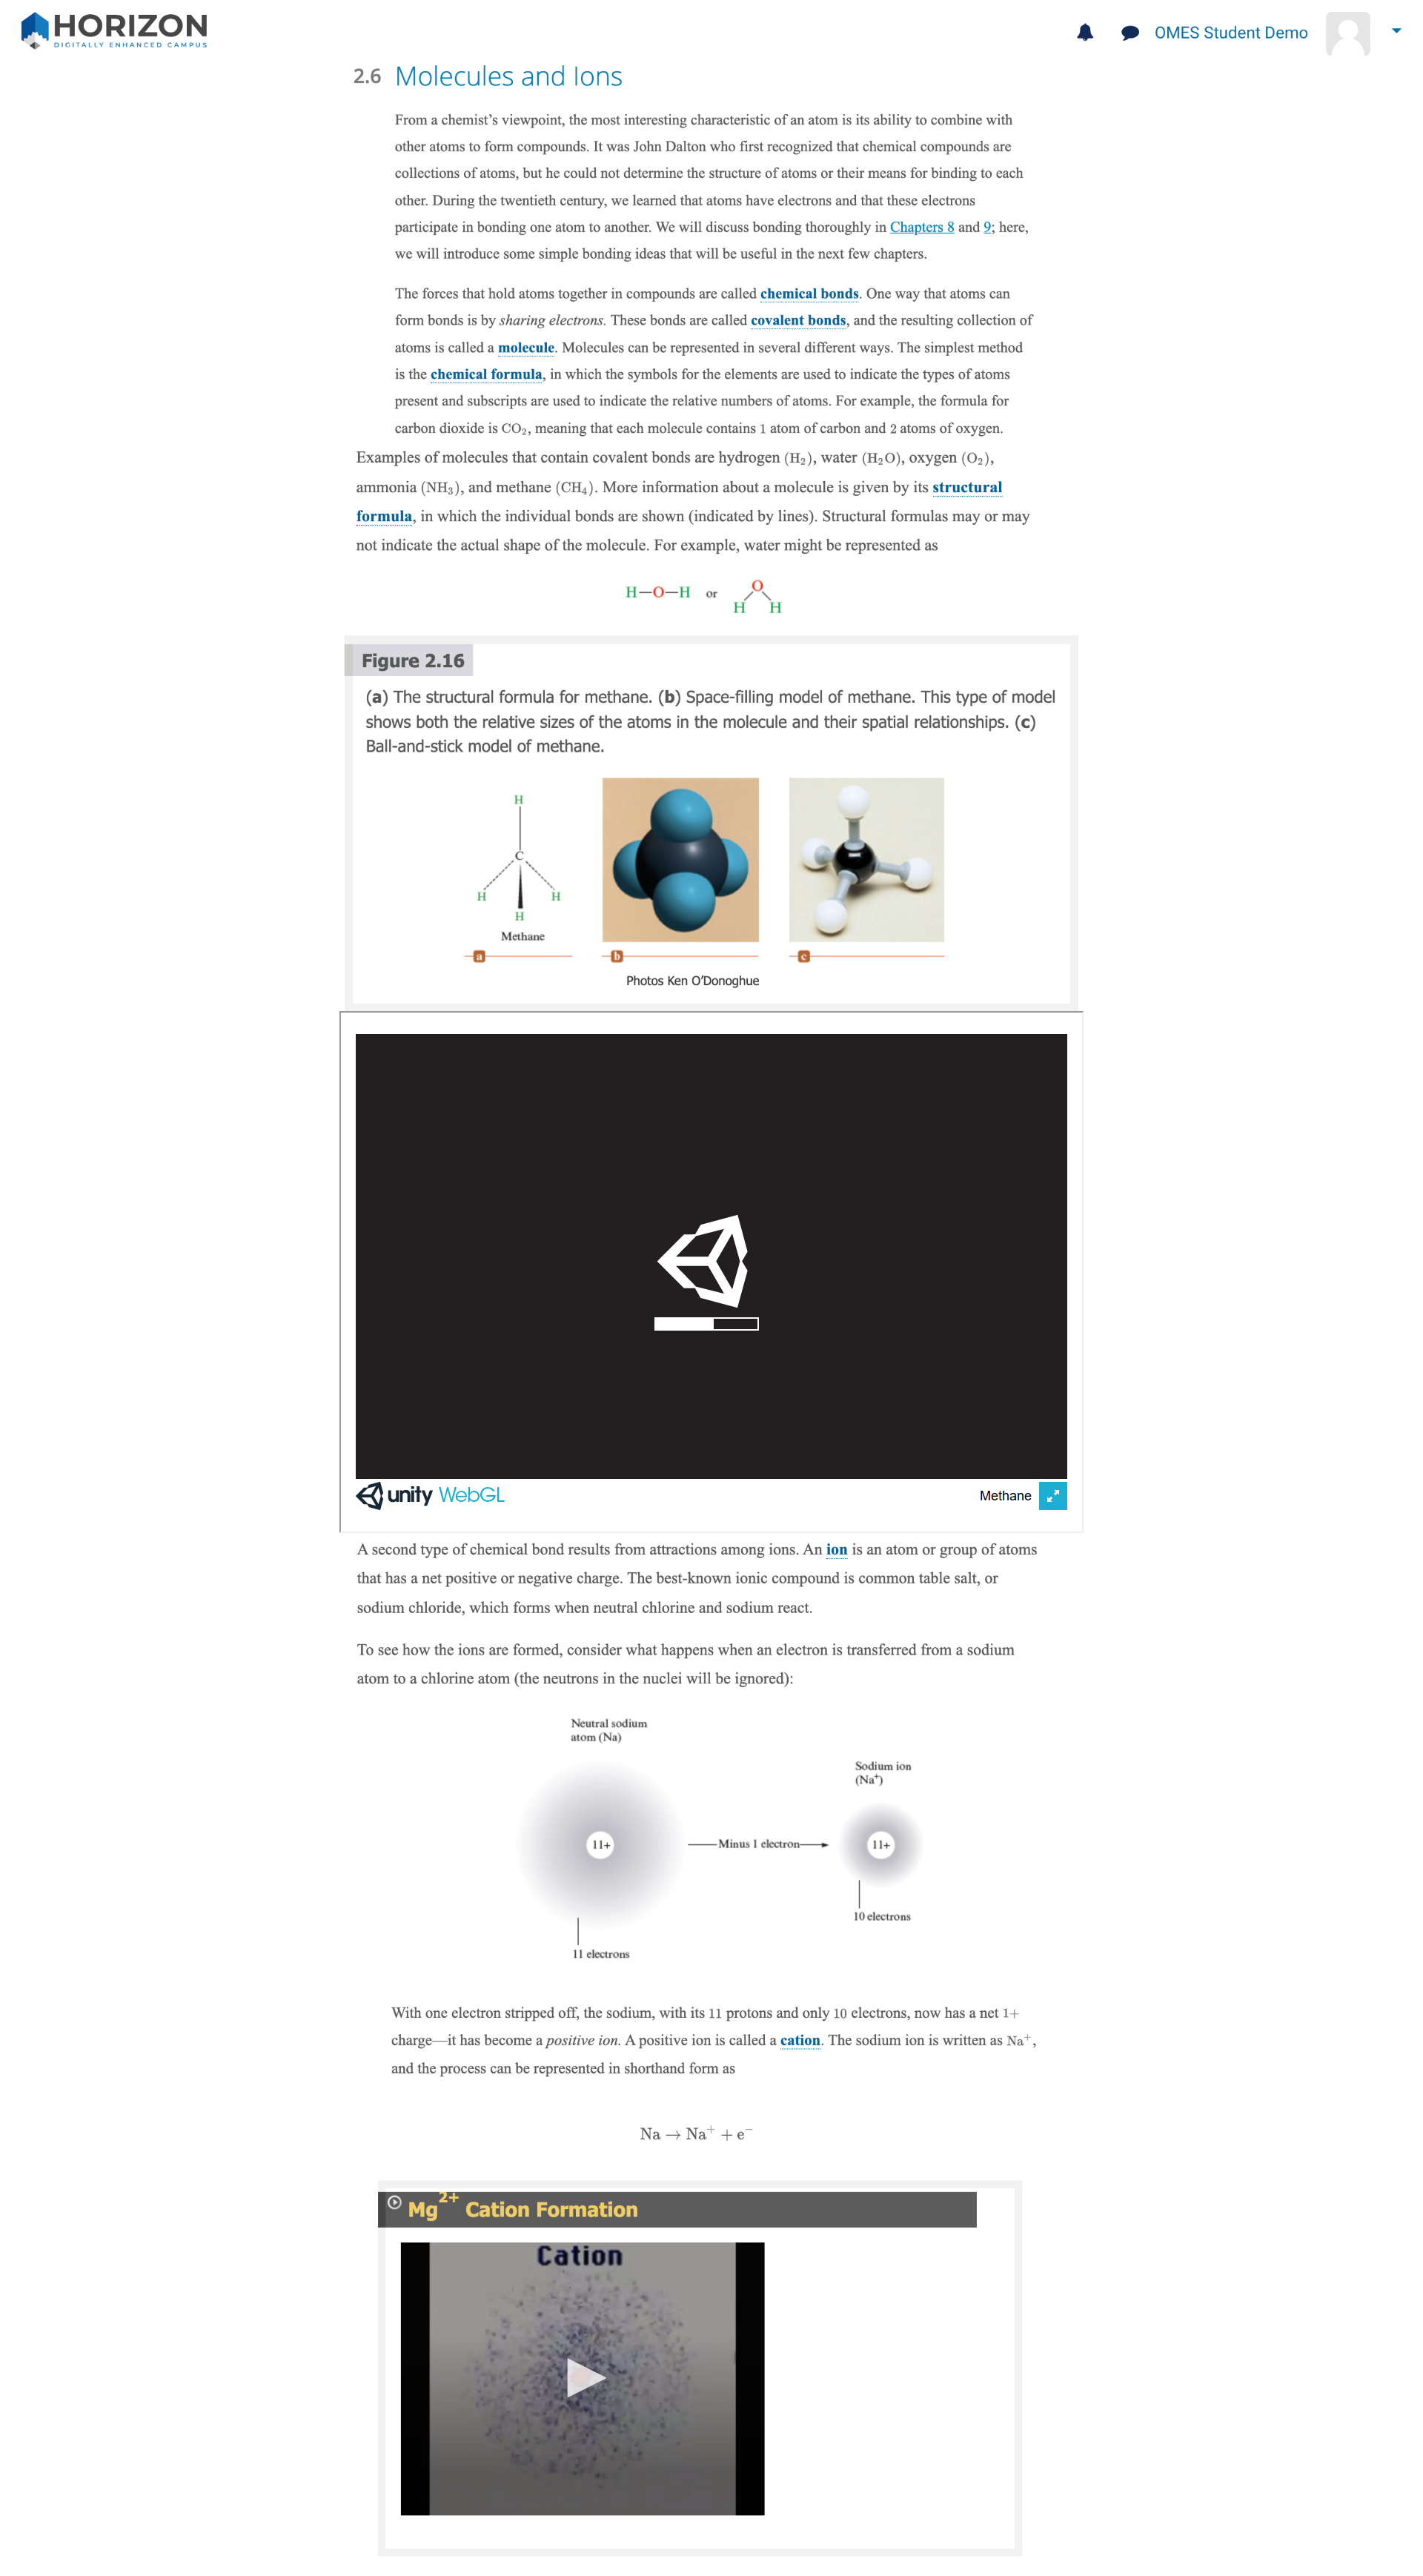 HORIZON
DIGITALLY ENHANCED CAMPUS
OMES Student Demo
2.6 Molecules and Ions
From a chemist's viewpoint, the most interesting characteristic of an atom is its ability to combine with
other atoms to form compounds. It was John Dalton who first recognized that chemical compounds are
collections of atoms, but he could not determine the structure of atoms or their means for binding to each
other. During the twentieth century, we learned that atoms have electrons and that these electrons
participate in bonding one atom to another. We will discuss bonding thoroughly in Chapters 8 and 9; here,
we will introduce some simple bonding ideas that will be useful in the next few chapters.
The forces that hold atoms together in compounds are called chemical bonds. One way that atoms can
form bonds is by sharing electrons. These bonds are called covalent bonds, and the resulting collection of
atoms is called a molecule. Molecules can be represented in several different ways. The simplest method
is the chemical formula, in which the symbols for the elements are used to indicate the types of atoms
present and subscripts are used to indicate the relative numbers of atoms. For example, the formula for
carbon dioxide is CO₂, meaning that each molecule contains 1 atom of carbon and 2 atoms of oxygen.
Examples of molecules that contain covalent bonds are hydrogen (H₂), water (H₂O), oxygen (O₂),
ammonia (NH₃), and methane (CH₄). More information about a molecule is given by its structural
formula, in which the individual bonds are shown (indicated by lines). Structural formulas may or may
not indicate the actual shape of the molecule. For example, water might be represented as
H—O—H or O
H H
Figure 2.16
(a) The structural formula for methane. (b) Space-filling model of methane. This type of model
shows both the relative sizes of the atoms in the molecule and their spatial relationships. (c)
Ball-and-stick model of methane.
H
C
H H
H
Methane
a b c
Photos Ken O'Donoghue
unity WebGL
Methane
A second type of chemical bond results from attractions among ions. An ion is an atom or group of atoms
that has a net positive or negative charge. The best-known ionic compound is common table salt, or
sodium chloride, which forms when neutral chlorine and sodium react.
To see how the ions are formed, consider what happens when an electron is transferred from a sodium
atom to a chlorine atom (the neutrons in the nuclei will be ignored):
Neutral sodium
atom (Na)
Sodium ion
(Na⁺)
11+
Minus 1 electron
11+
10 electrons
11 electrons
With one electron stripped off, the sodium, with its 11 protons and only 10 electrons, now has a net 1+
charge—it has become a positive ion. A positive ion is called a cation. The sodium ion is written as Na⁺,
and the process can be represented in shorthand form as
Na → Na⁺ + e⁻
Mg²⁺ Cation Formation
Cation